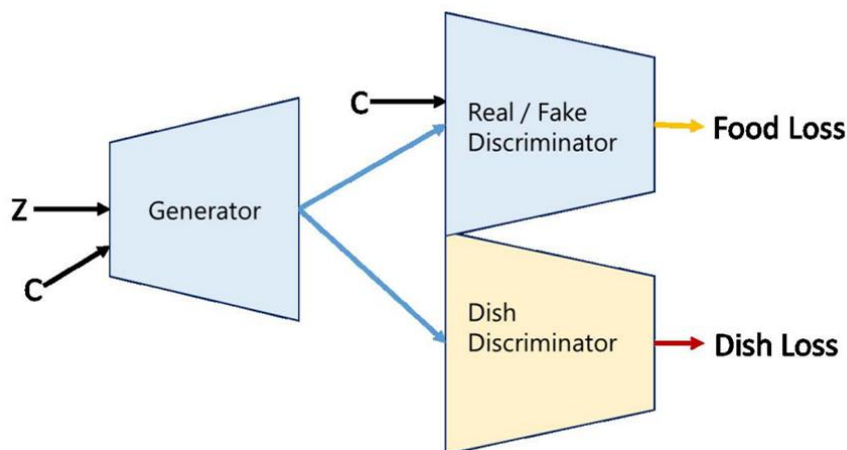 C
Real / Fake
Discriminator
Food Loss
Z
Generator
C
Dish
Discriminator
Dish Loss